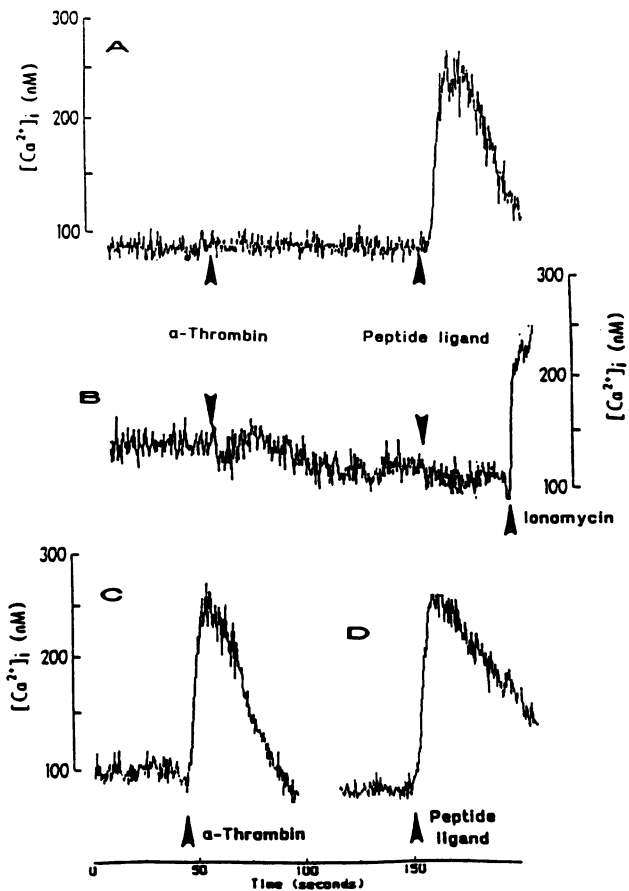 300
A
200
100
[Ca²⁺]i (nM)
α-Thrombin
Peptide ligand
300
200
100
[Ca²⁺]i (nM)
B
Ionomycin
300
C
D
200
100
[Ca²⁺]i (nM)
α-Thrombin
Peptide
ligand
0 50 100 150
Time (seconds)